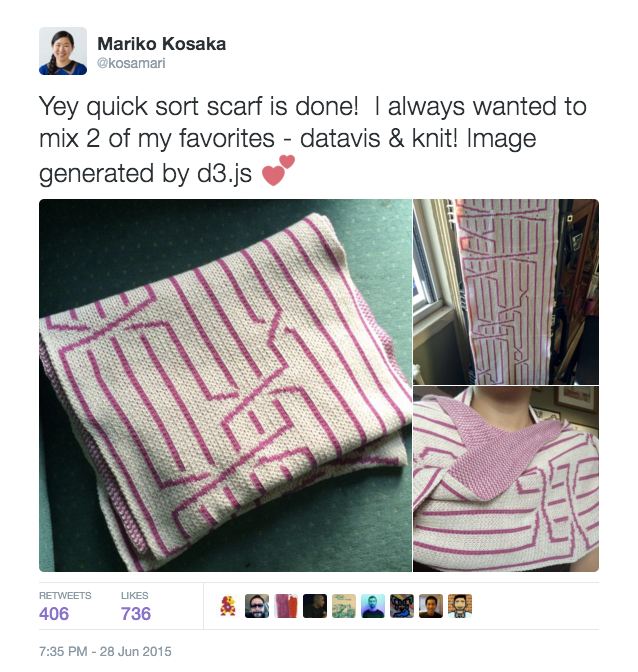 Mariko Kosaka
@kosamari
Yey quick sort scarf is done!  I always wanted to
mix 2 of my favorites - datavis & knit! Image
generated by d3.js 💕
RETWEETS LIKES
406 736
7:35 PM - 28 Jun 2015